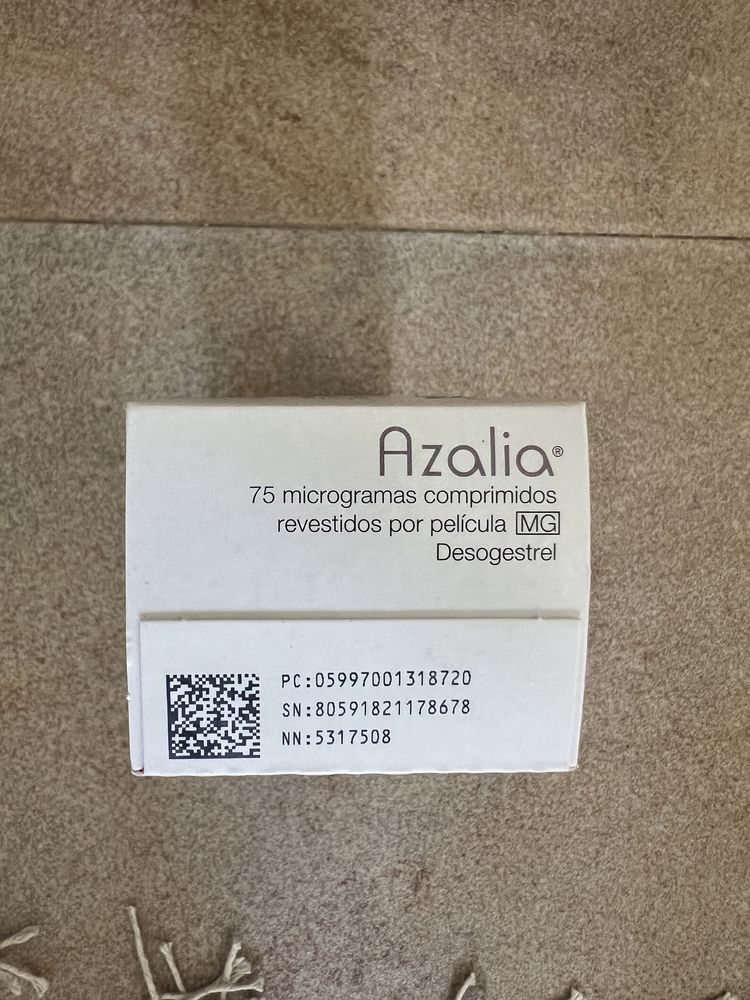 Azalia®
75 microgramas comprimidos
revestidos por película MG
Desogestrel
PC:05997001318720
SN:80591821178678
NN:5317508